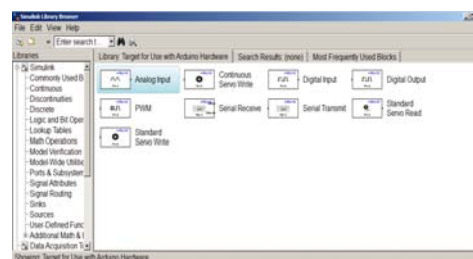 Simulink Library Browser
File Edit View Help
Enter search t...
Libraries
Library: Target for Use with Arduino Hardware
Search Results: (none)
Most Frequently Used Blocks
Simulink
Commonly Used B
Continuous
Discontinuities
Discrete
Logic and Bit Oper
Lookup Tables
Math Operations
Model Verification
Model-Wide Utilitie
Ports & Subsystem
Signal Attributes
Signal Routing
Sinks
Sources
User-Defined Func
Additional Math & I
Data Acquisition T
Analog Input
Continuous
Servo Write
Digital Input
Digital Output
PWM
Serial Receive
Serial Transmit
Standard
Servo Read
Standard
Servo Write
Showing: Target for Use with Arduino Hardware